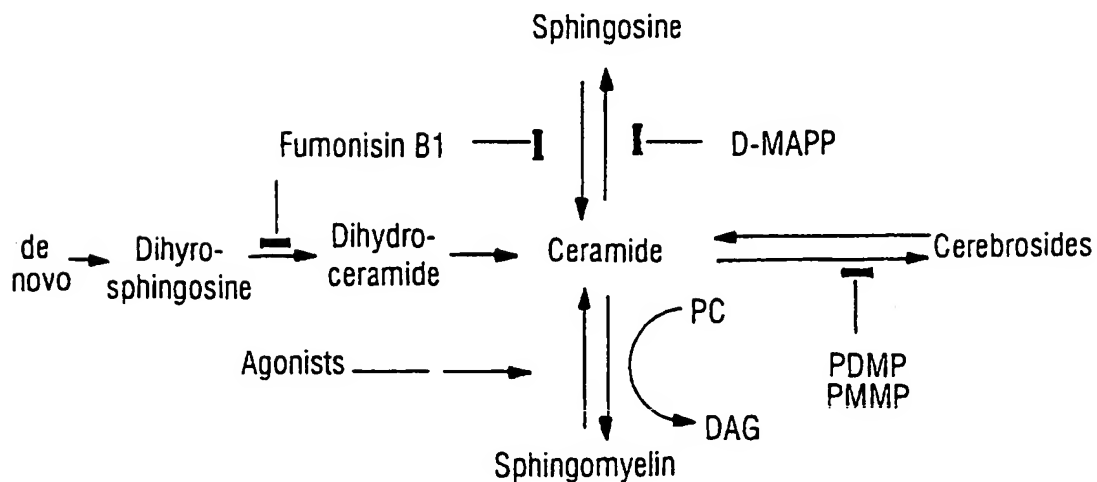 Sphingosine
Fumonisin B1
D-MAPP
de
novo
Dihyro-
sphingosine
Dihydro-
ceramide
Ceramide
Cerebrosides
PC
Agonists
PDMP
PMMP
DAG
Sphingomyelin